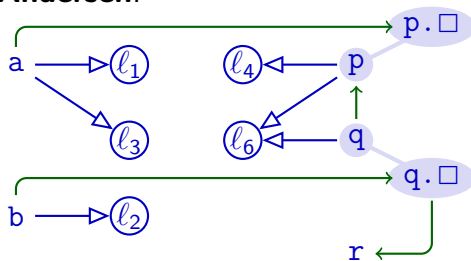 Andersen:
p.□
a ℓ1 ℓ4 p
ℓ3 ℓ6 q
q.□
b ℓ2
r